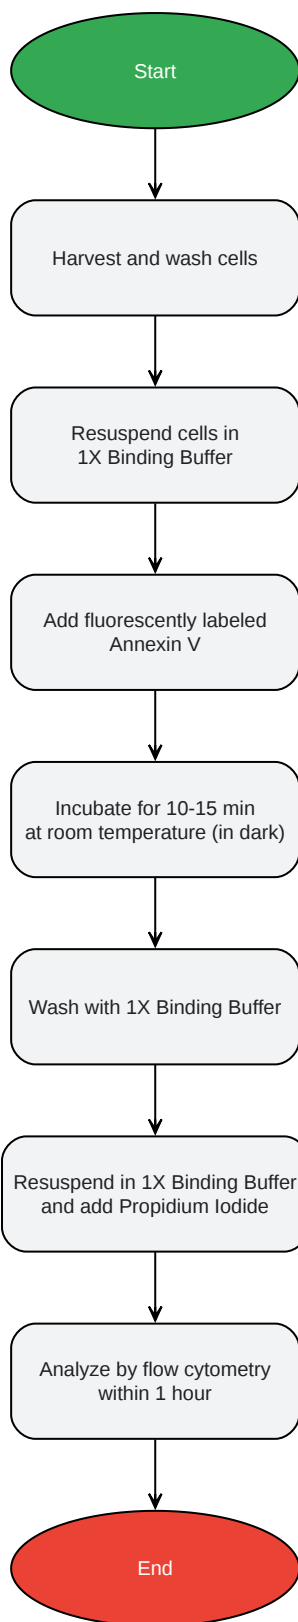 Start
Harvest and wash cells
Resuspend cells in
1X Binding Buffer
Add fluorescently labeled
Annexin V
Incubate for 10-15 min
at room temperature (in dark)
Wash with 1X Binding Buffer
Resuspend in 1X Binding Buffer
and add Propidium Iodide
Analyze by flow cytometry
within 1 hour
End